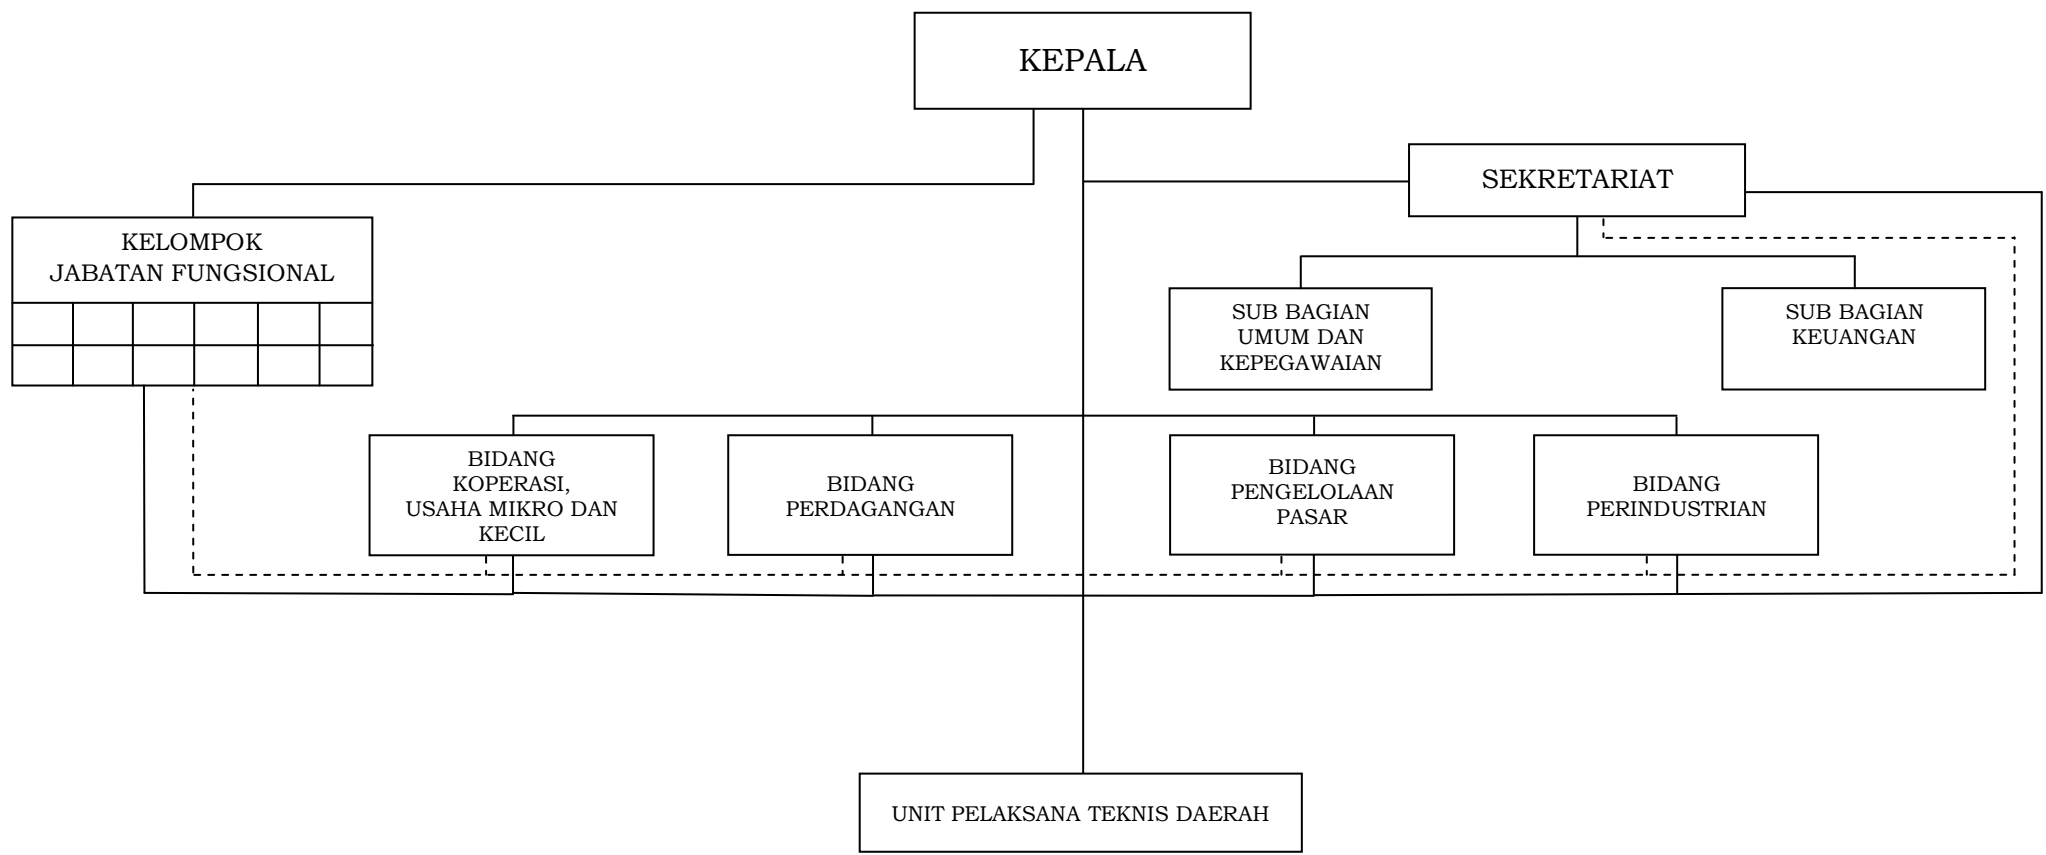 KEPALA
SEKRETARIAT
KELOMPOK
JABATAN FUNGSIONAL
SUB BAGIAN
UMUM DAN
KEPEGAWAIAN
SUB BAGIAN
KEUANGAN
BIDANG
KOPERASI,
USAHA MIKRO DAN
KECIL
BIDANG
PERDAGANGAN
BIDANG
PENGELOLAAN
PASAR
BIDANG
PERINDUSTRIAN
UNIT PELAKSANA TEKNIS DAERAH